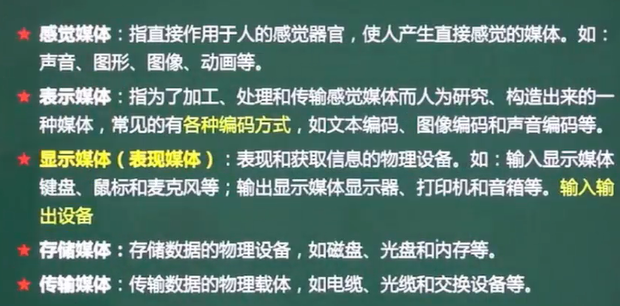 ★ 感觉媒体：指直接作用于人的感觉器官，使人产生直接感觉的媒体。如：
声音、图形、图像、动画等。
★ 表示媒体：指为了加工、处理和传输感觉媒体而人为研究、构造出来的一
种媒体，常见的有各种编码方式，如文本编码、图像编码和声音编码等。
★ 显示媒体（表现媒体）：表现和获取信息的物理设备。如：输入显示媒体
键盘、鼠标和麦克风等；输出显示媒体显示器、打印机和音箱等。输入输
出设备
★ 存储媒体：存储数据的物理设备，如磁盘、光盘和内存等。
★ 传输媒体：传输数据的物理载体，如电缆、光缆和交换设备等。